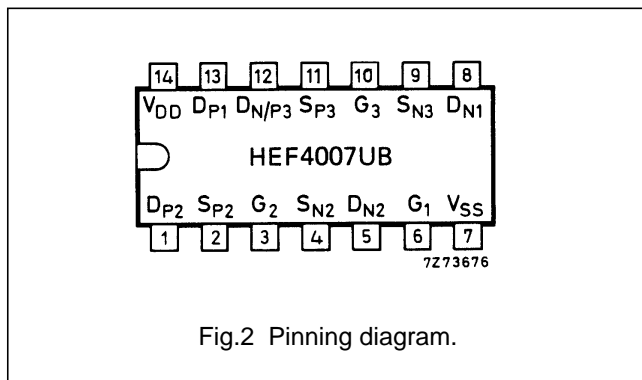 14 13 12 11 10 9 8
VDD DP1 DN/P3 SP3 G3 SN3 DN1
HEF4007UB
DP2 SP2 G2 SN2 DN2 G1 VSS
1 2 3 4 5 6 7
7Z73676
Fig.2 Pinning diagram.